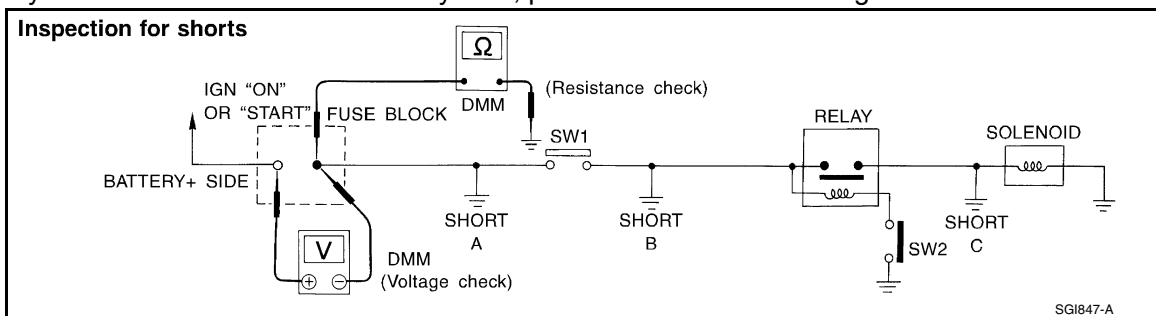 Inspection for shorts
IGN “ON”
OR “START”
FUSE BLOCK
BATTERY+ SIDE
Ω
DMM
(Resistance check)
SW1
RELAY
SOLENOID
SHORT
A
SHORT
B
SHORT
C
SW2
V
+ −
DMM
(Voltage check)
SGI847-A